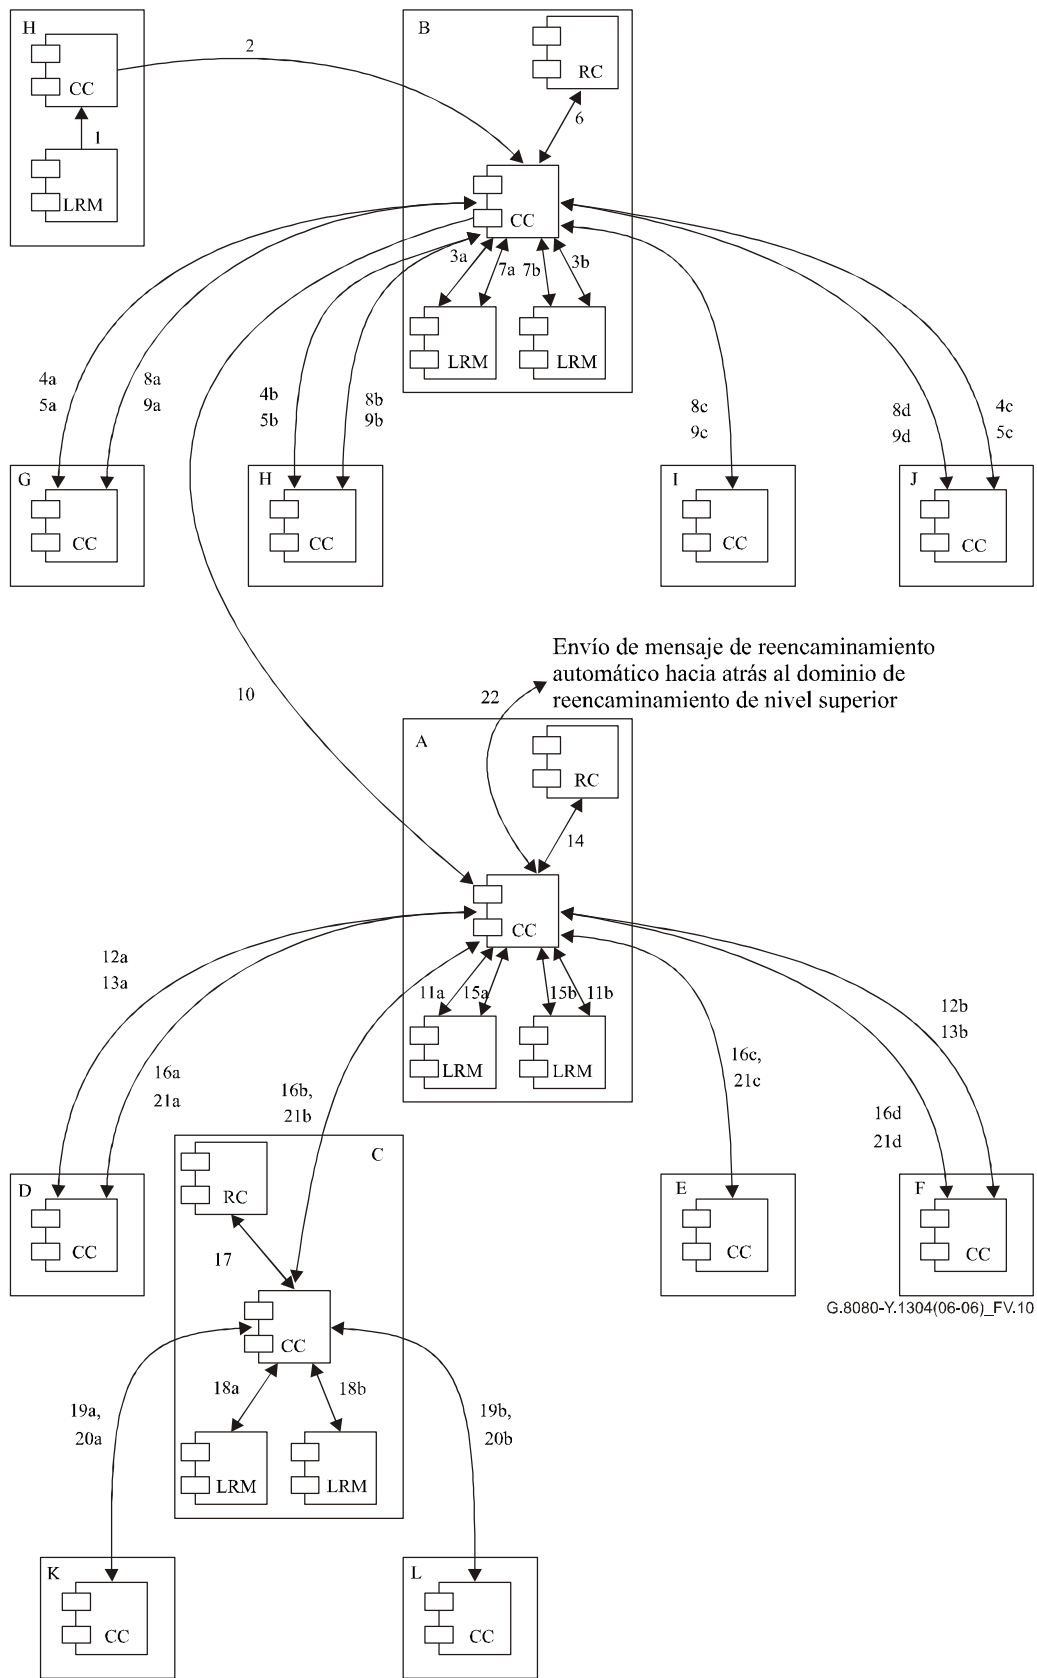 H
B
CC
RC
2
6
1
LRM
CC
3a
7a
7b
3b
LRM
LRM
4a
5a
8a
9a
4b
5b
8b
9b
8c
9c
8d
9d
4c
5c
G
H
I
J
CC
CC
CC
CC
Envío de mensaje de reencaminamiento
automático hacia atrás al dominio de
reencaminamiento de nivel superior
10
22
A
RC
14
CC
12a
13a
11a
15a
15b
11b
12b
13b
LRM
LRM
16a
21a
16b,
21b
16c,
21c
16d
21d
C
D
RC
E
F
CC
17
CC
CC
G.8080-Y.1304(06-06)_FV.10
CC
18a
18b
19a,
20a
19b,
20b
LRM
LRM
K
L
CC
CC